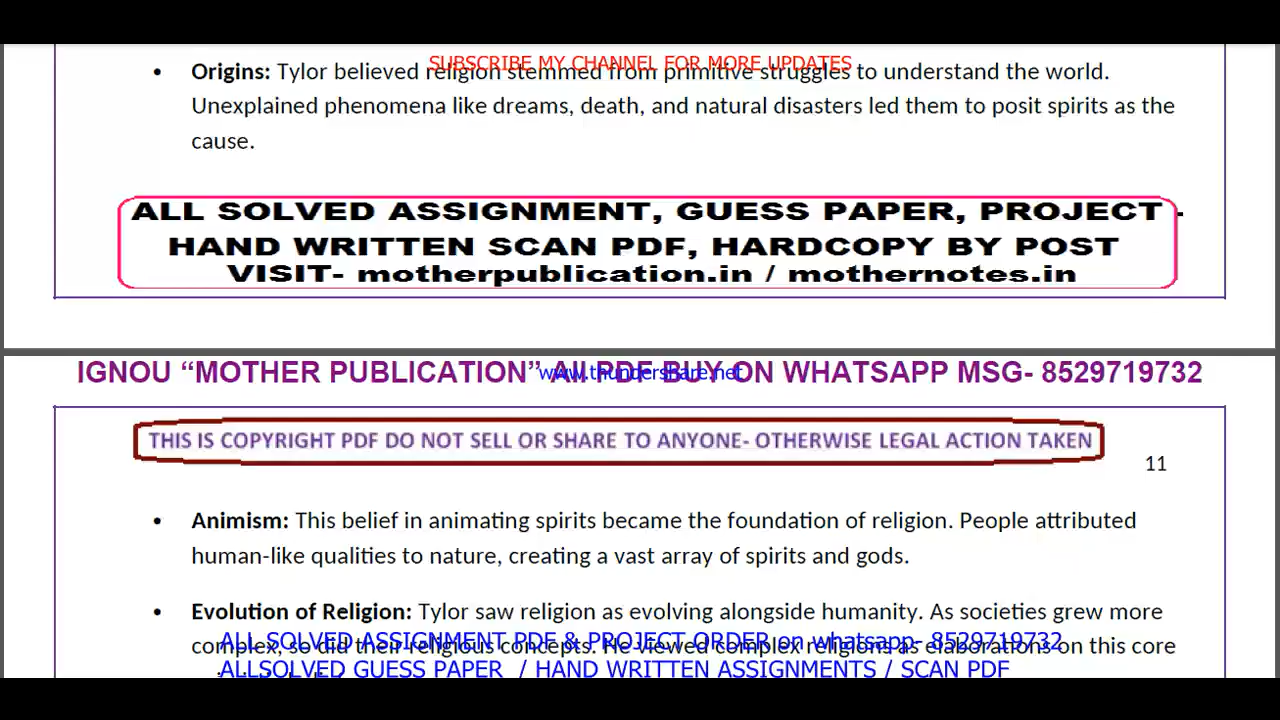 SUBSCRIBE MY CHANNEL FOR MORE UPDATES
• Origins: Tylor believed religion stemmed from primitive struggles to understand the world.
Unexplained phenomena like dreams, death, and natural disasters led them to posit spirits as the
cause.
ALL SOLVED ASSIGNMENT, GUESS PAPER, PROJECT -
HAND WRITTEN SCAN PDF, HARDCOPY BY POST
VISIT- motherpublication.in / mothernotes.in
IGNOU “MOTHER PUBLICATION” All PDF BUY ON WHATSAPP MSG- 8529719732
www.thundershare.net
THIS IS COPYRIGHT PDF DO NOT SELL OR SHARE TO ANYONE- OTHERWISE LEGAL ACTION TAKEN
11
• Animism: This belief in animating spirits became the foundation of religion. People attributed
human-like qualities to nature, creating a vast array of spirits and gods.
• Evolution of Religion: Tylor saw religion as evolving alongside humanity. As societies grew more
complex, so did their religious concepts. He viewed complex religions as elaborations on this core
ALL SOLVED ASSIGNMENT PDF & PROJECT ORDER on whatsapp- 8529719732
ALLSOLVED GUESS PAPER / HAND WRITTEN ASSIGNMENTS / SCAN PDF